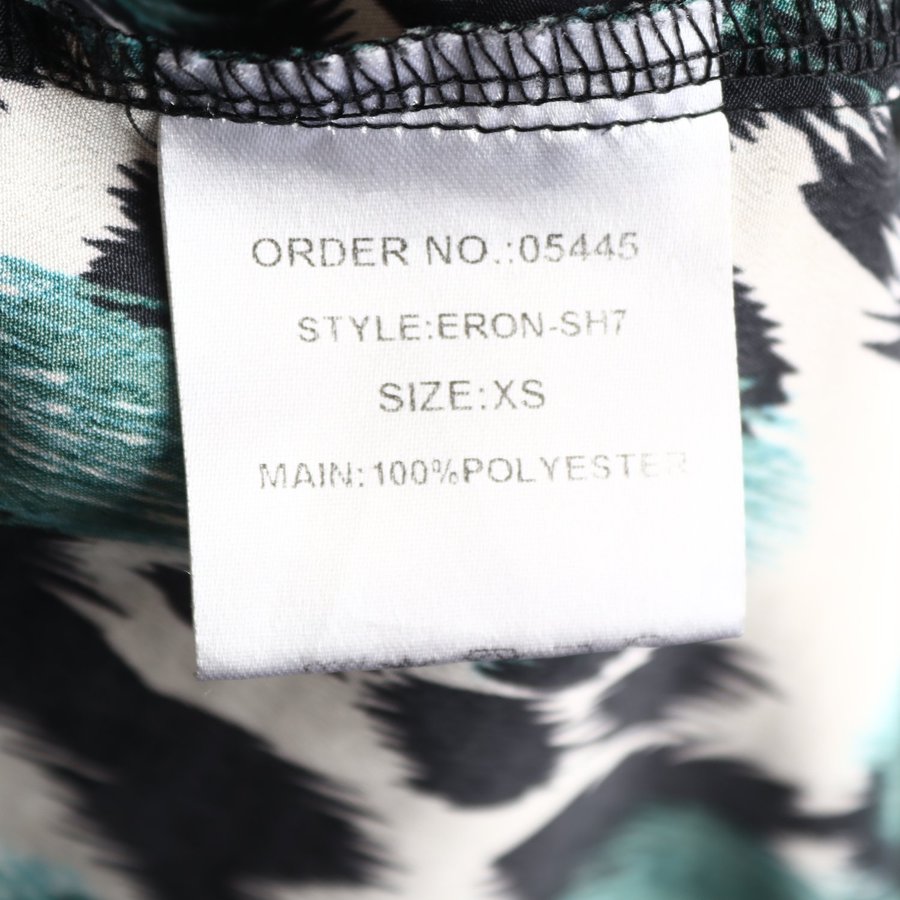 ORDER NO.:05445
STYLE:ERON-SH7
SIZE:XS
MAIN:100%POLYESTER